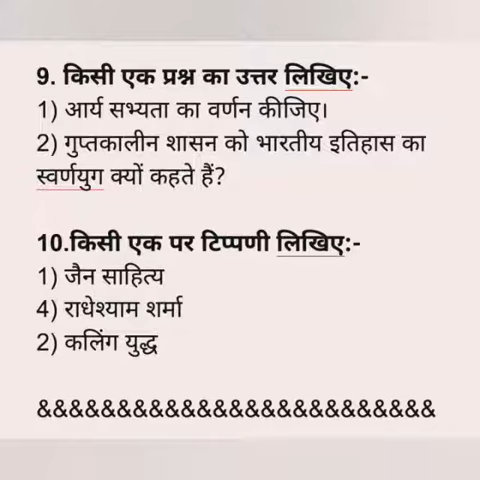 9. किसी एक प्रश्न का उत्तर लिखिए:-
1) आर्य सभ्यता का वर्णन कीजिए।
2) गुप्तकालीन शासन को भारतीय इतिहास का
स्वर्णयुग क्यों कहते हैं?
10.किसी एक पर टिप्पणी लिखिए:-
1) जैन साहित्य
4) राधेश्याम शर्मा
2) कलिंग युद्ध
&&&&&&&&&&&&&&&&&&&&&&&&&